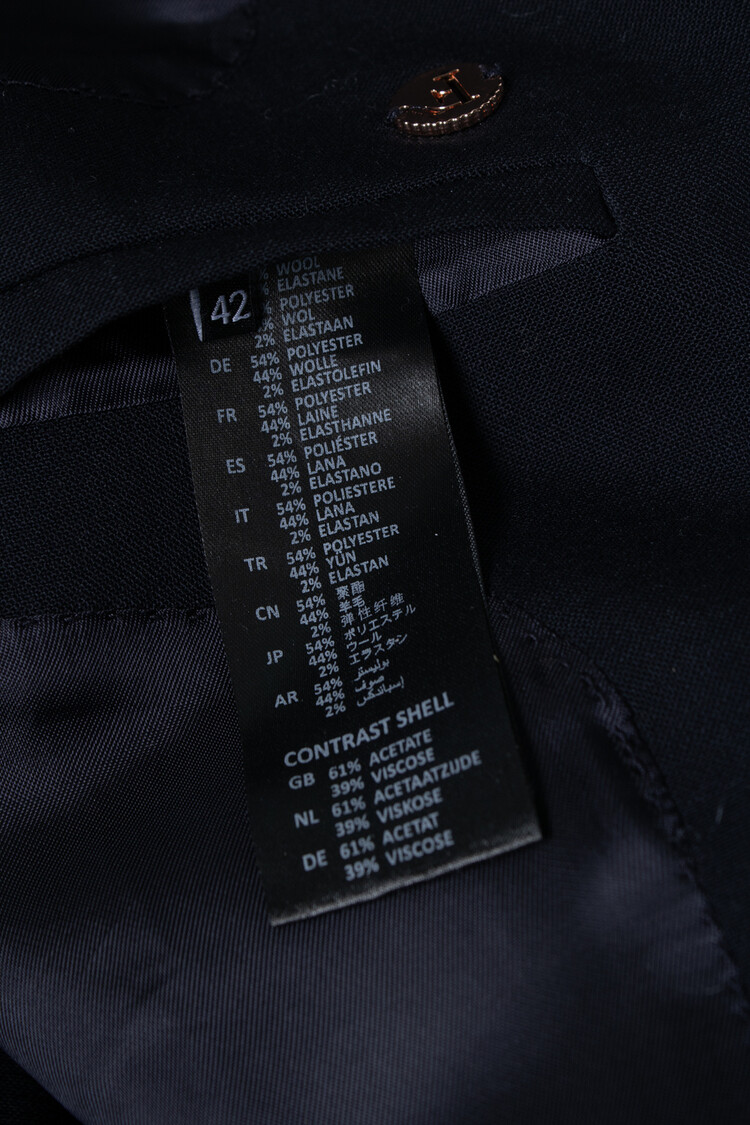 % WOOL
% ELASTANE
POLYESTER
% WOL
2% ELASTAAN
DE 54% POLYESTER
44% WOLLE
2% ELASTOLEFIN
FR 54% POLYESTER
44% LAINE
2% ELASTHANNE
ES 54% POLIÉSTER
44% LANA
2% ELASTANO
IT 54% POLIESTERE
44% LANA
2% ELASTAN
TR 54% POLYESTER
44% YÜN
2% ELASTAN
CN 54% 聚酯
44% 羊毛
2% 弹性纤维
JP 54% ポリエステル
44% ウール
2% エラスタン
AR 54% بوليستر
44% صوف
2% إسباندكس
CONTRAST SHELL
GB 61% ACETATE
39% VISCOSE
NL 61% ACETAATZUDE
39% VISKOSE
DE 61% ACETAT
39% VISCOSE
42